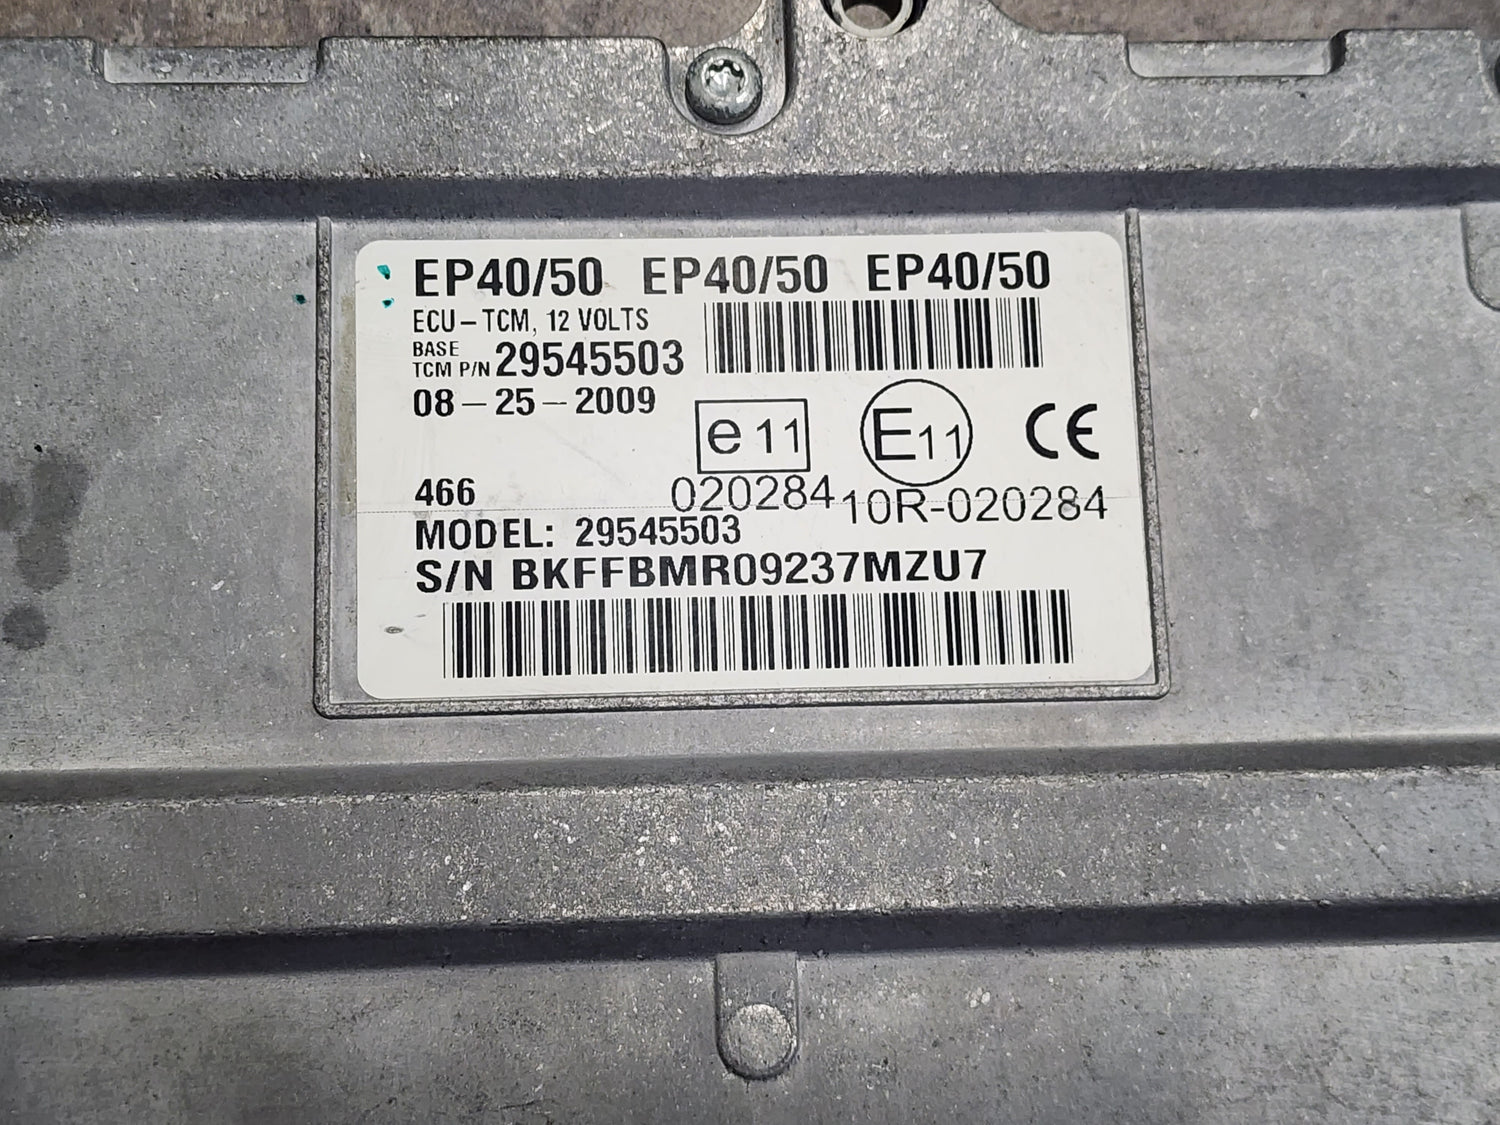 EP40/50 EP40/50 EP40/50
ECU-TCM, 12 VOLTS
BASE
TCM P/N 29545503
08-25-2009
e11 E11 CE
466 020284 10R-020284
MODEL: 29545503
S/N BKFFBMR09237MZU7